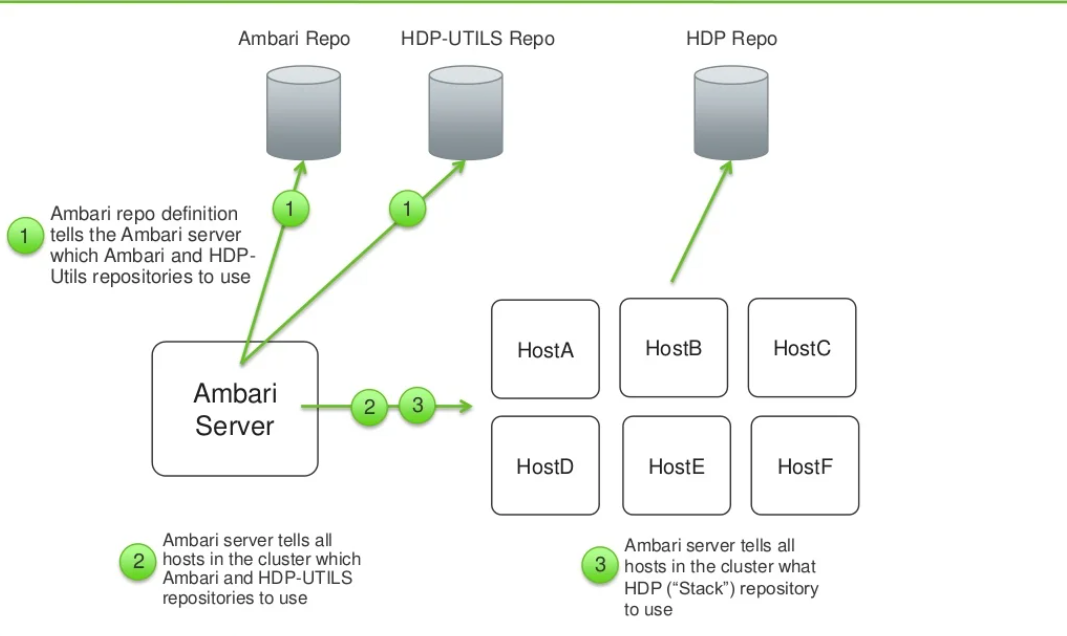 Ambari Repo
HDP-UTILS Repo
HDP Repo
1
1
1
Ambari repo definition
tells the Ambari server
which Ambari and HDP-
Utils repositories to use
Ambari
Server
2
3
HostA
HostB
HostC
HostD
HostE
HostF
2
Ambari server tells all
hosts in the cluster which
Ambari and HDP-UTILS
repositories to use
3
Ambari server tells all
hosts in the cluster what
HDP (“Stack”) repository
to use